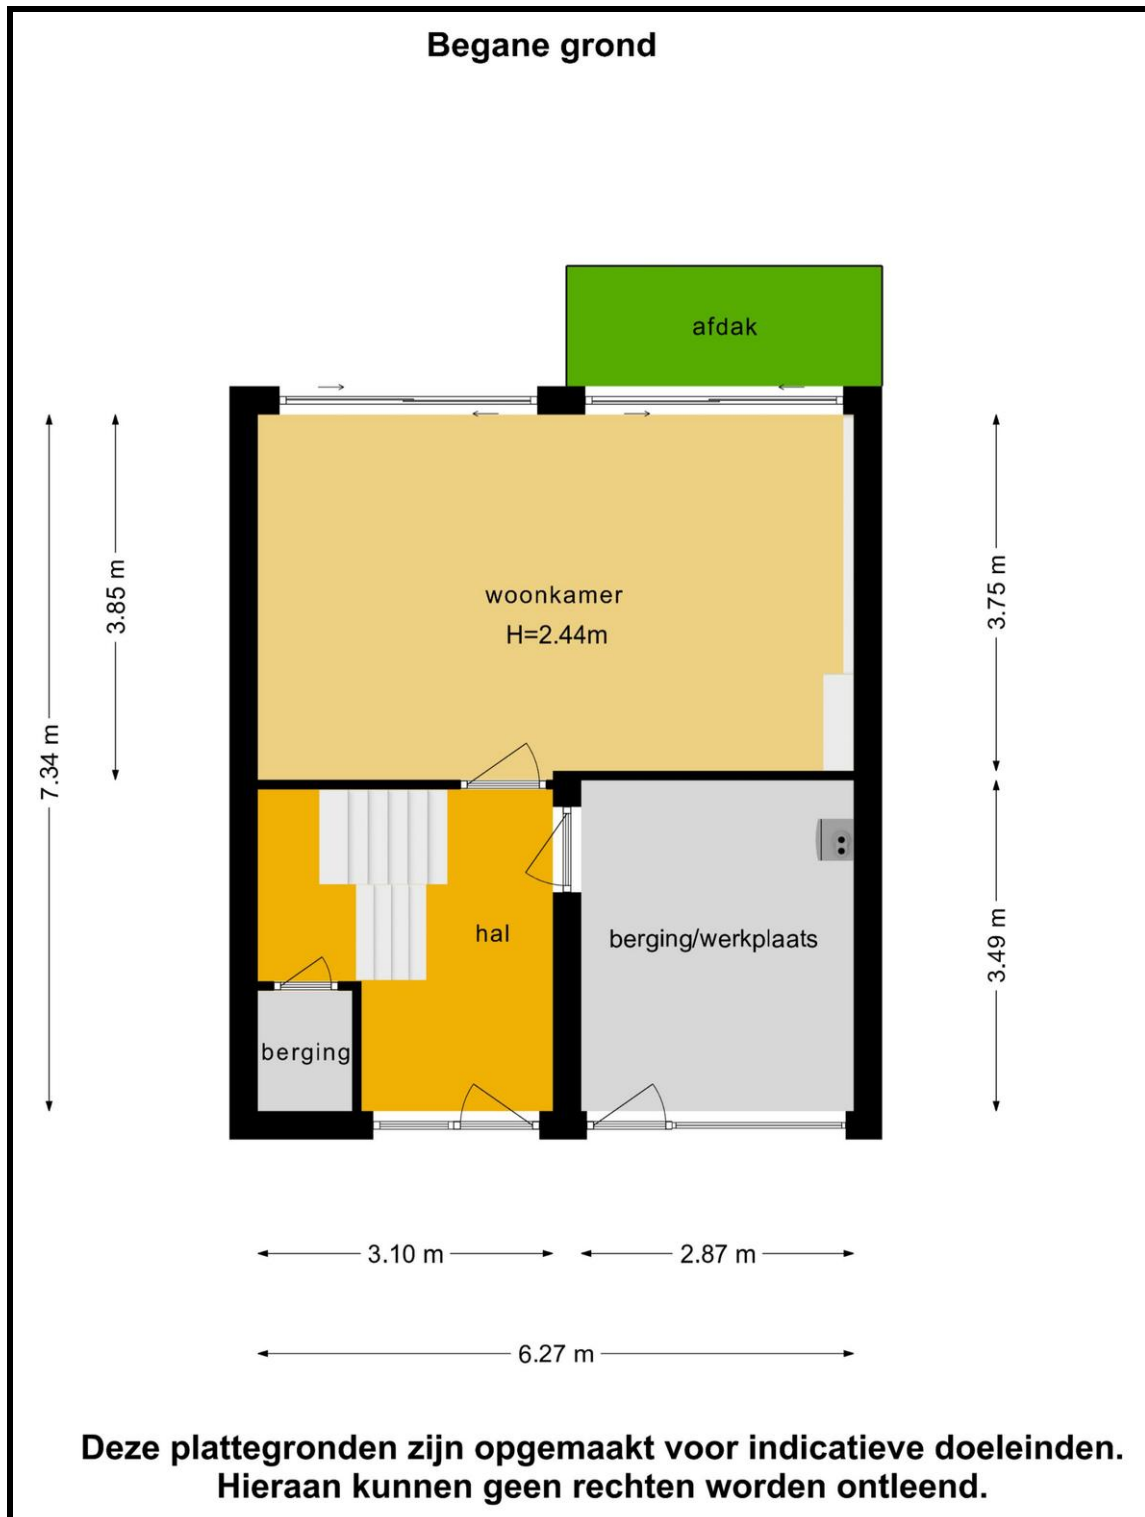 Begane grond
afdak
woonkamer
H=2.44m
3.85 m
3.75 m
7.34 m
hal
berging/werkplaats
3.49 m
berging
3.10 m
2.87 m
6.27 m
Deze plattegronden zijn opgemaakt voor indicatieve doeleinden.
Hieraan kunnen geen rechten worden ontleend.